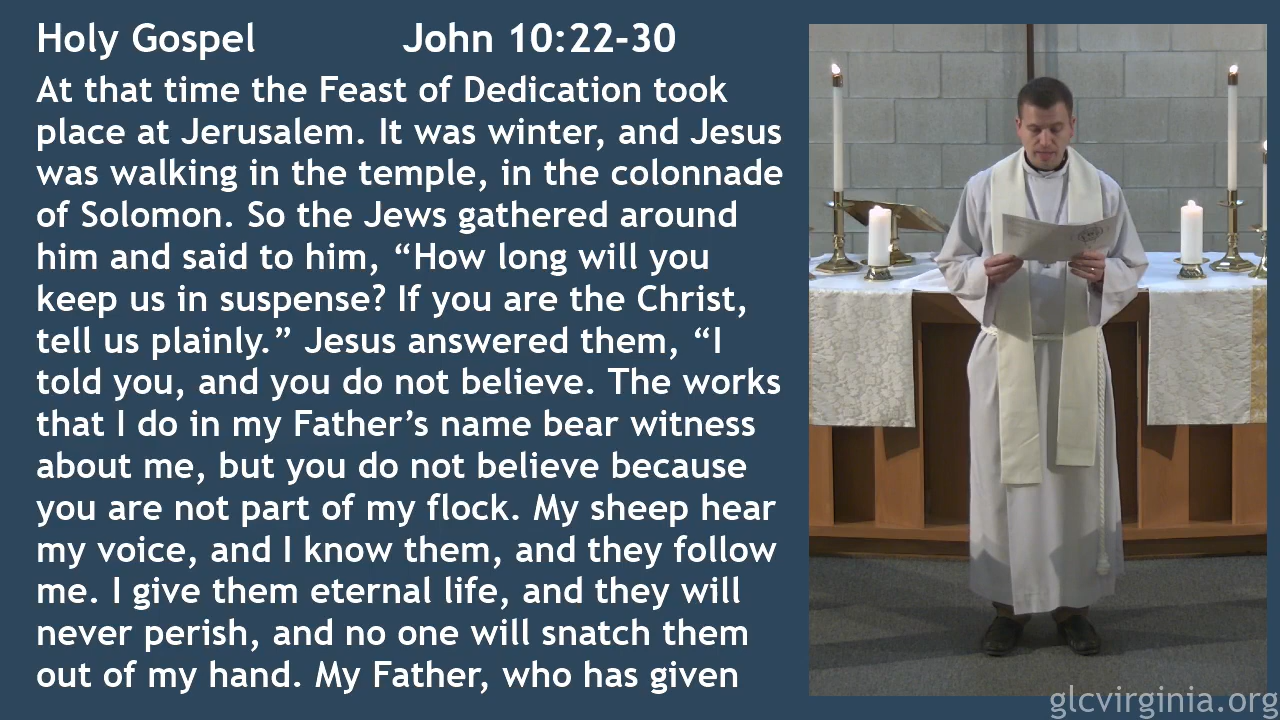 Holy Gospel John 10:22-30
At that time the Feast of Dedication took
place at Jerusalem. It was winter, and Jesus
was walking in the temple, in the colonnade
of Solomon. So the Jews gathered around
him and said to him, “How long will you
keep us in suspense? If you are the Christ,
tell us plainly.” Jesus answered them, “I
told you, and you do not believe. The works
that I do in my Father’s name bear witness
about me, but you do not believe because
you are not part of my flock. My sheep hear
my voice, and I know them, and they follow
me. I give them eternal life, and they will
never perish, and no one will snatch them
out of my hand. My Father, who has given
glcvirginia.org